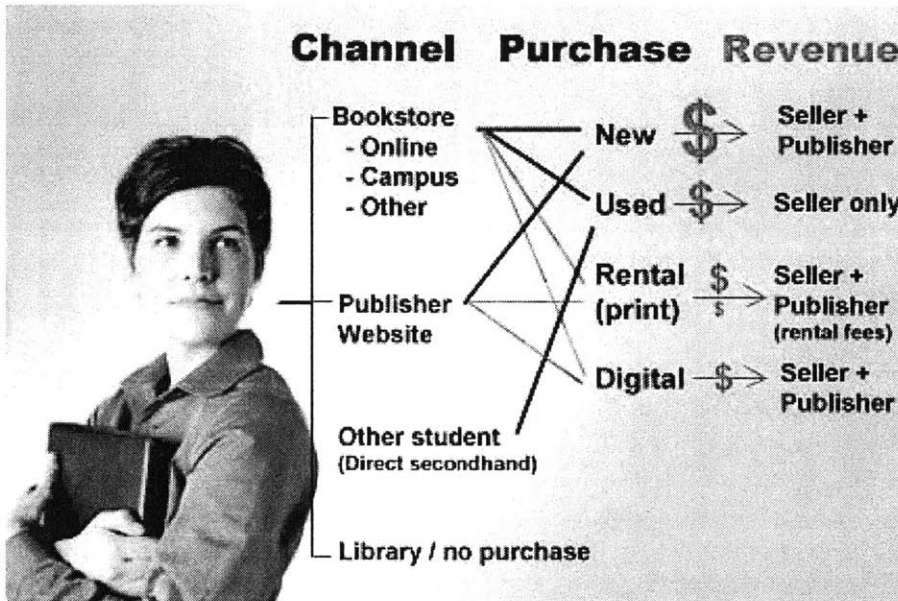 Channel Purchase Revenue
Bookstore
- Online
- Campus
- Other
Publisher
Website
Other student
(Direct secondhand)
Library / no purchase
New
Used
Rental
(print)
Digital
$
$
$
$
$
Seller +
Publisher
Seller only
Seller +
Publisher
(rental fees)
Seller +
Publisher